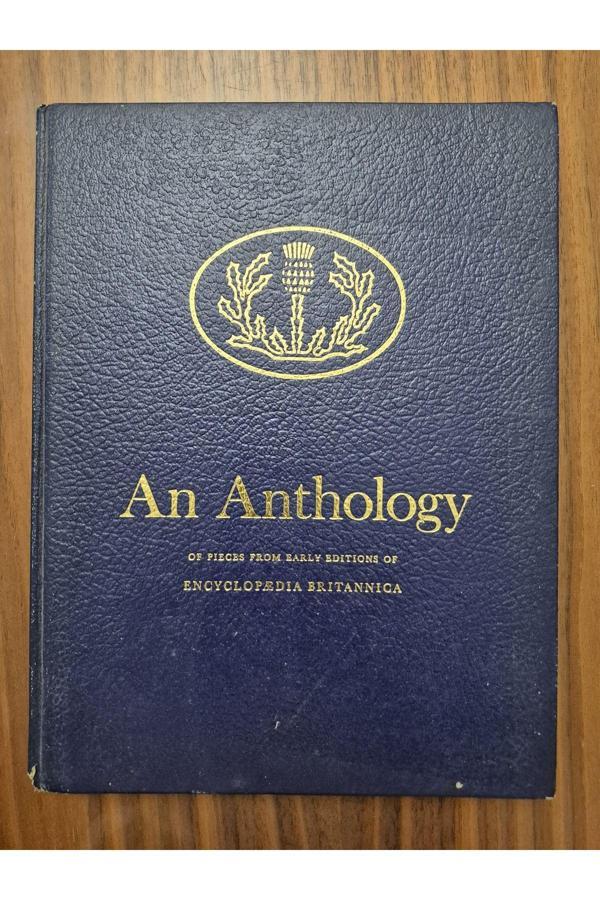 An Anthology
OF PIECES FROM EARLY EDITIONS OF
ENCYCLOPÆDIA BRITANNICA